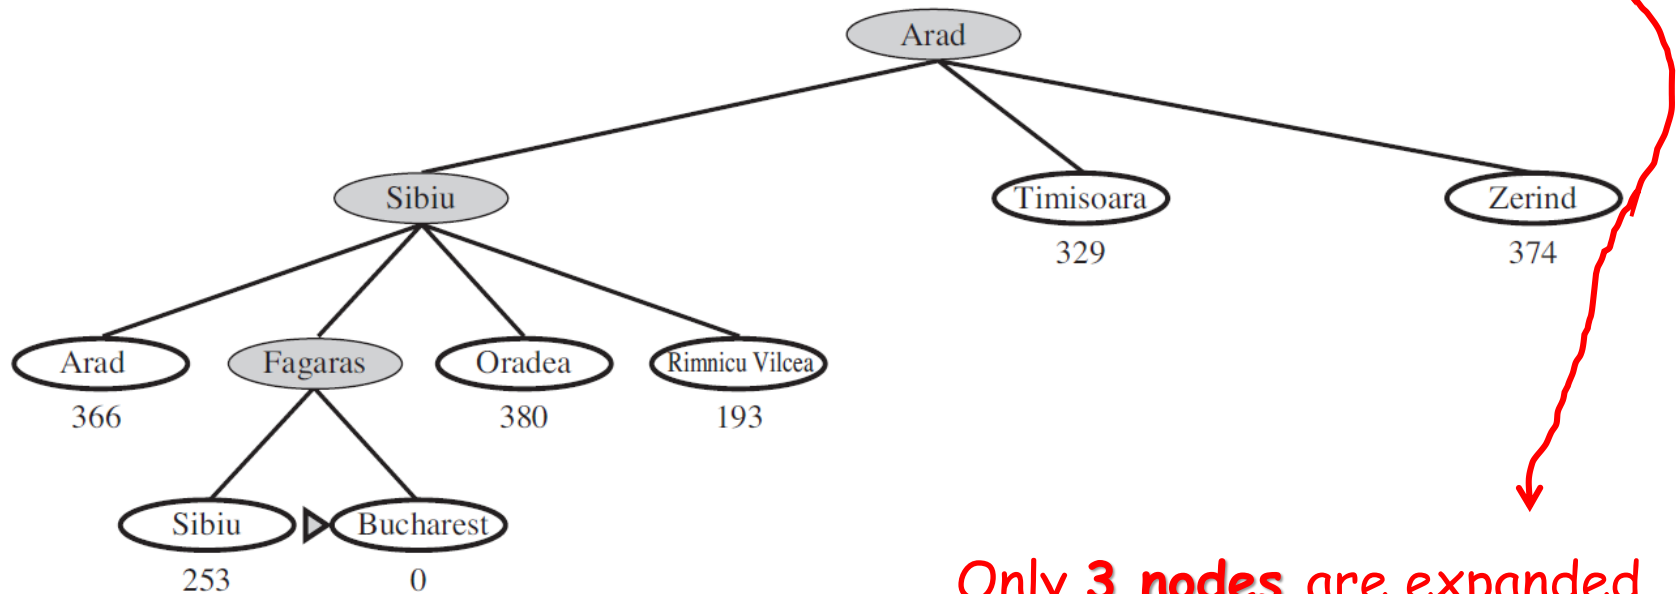 Arad
Sibiu Timisoara Zerind
329 374
Arad Fagaras Oradea Rimnicu Vilcea
366 380 193
Sibiu Bucharest
253 0
Only 3 nodes are expanded